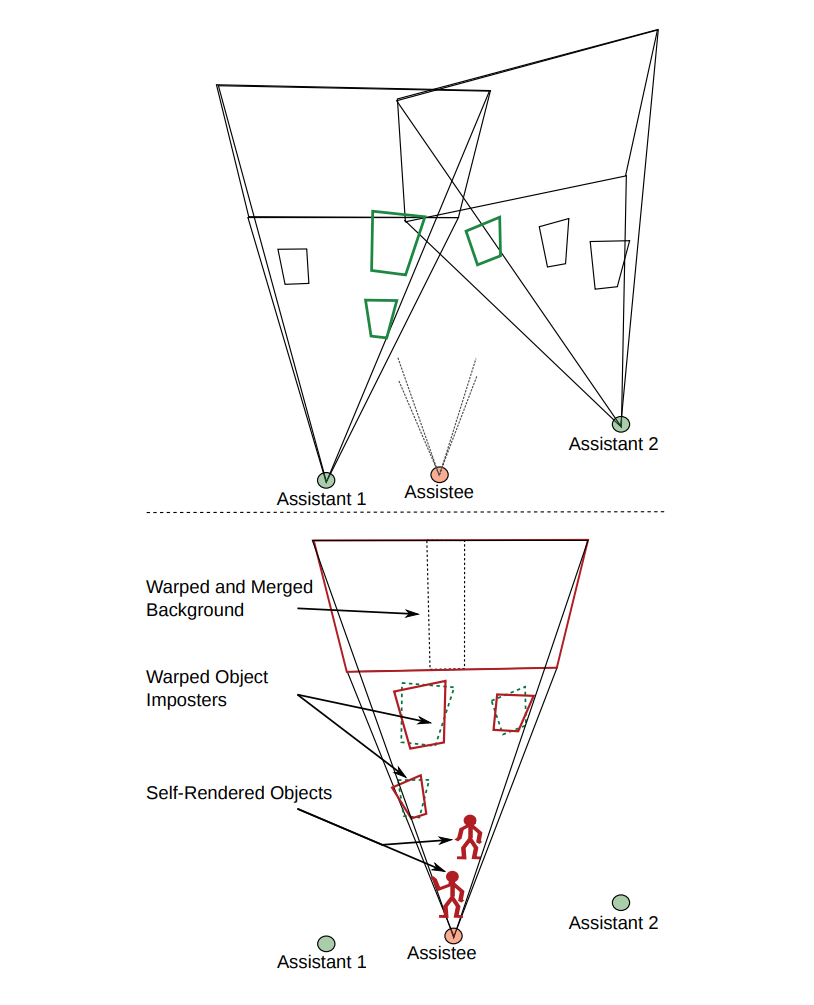 Assistant 2
Assistant 1
Assistee
Warped and Merged
Background
Warped Object
Imposters
Self-Rendered Objects
Assistant 2
Assistee
Assistant 1